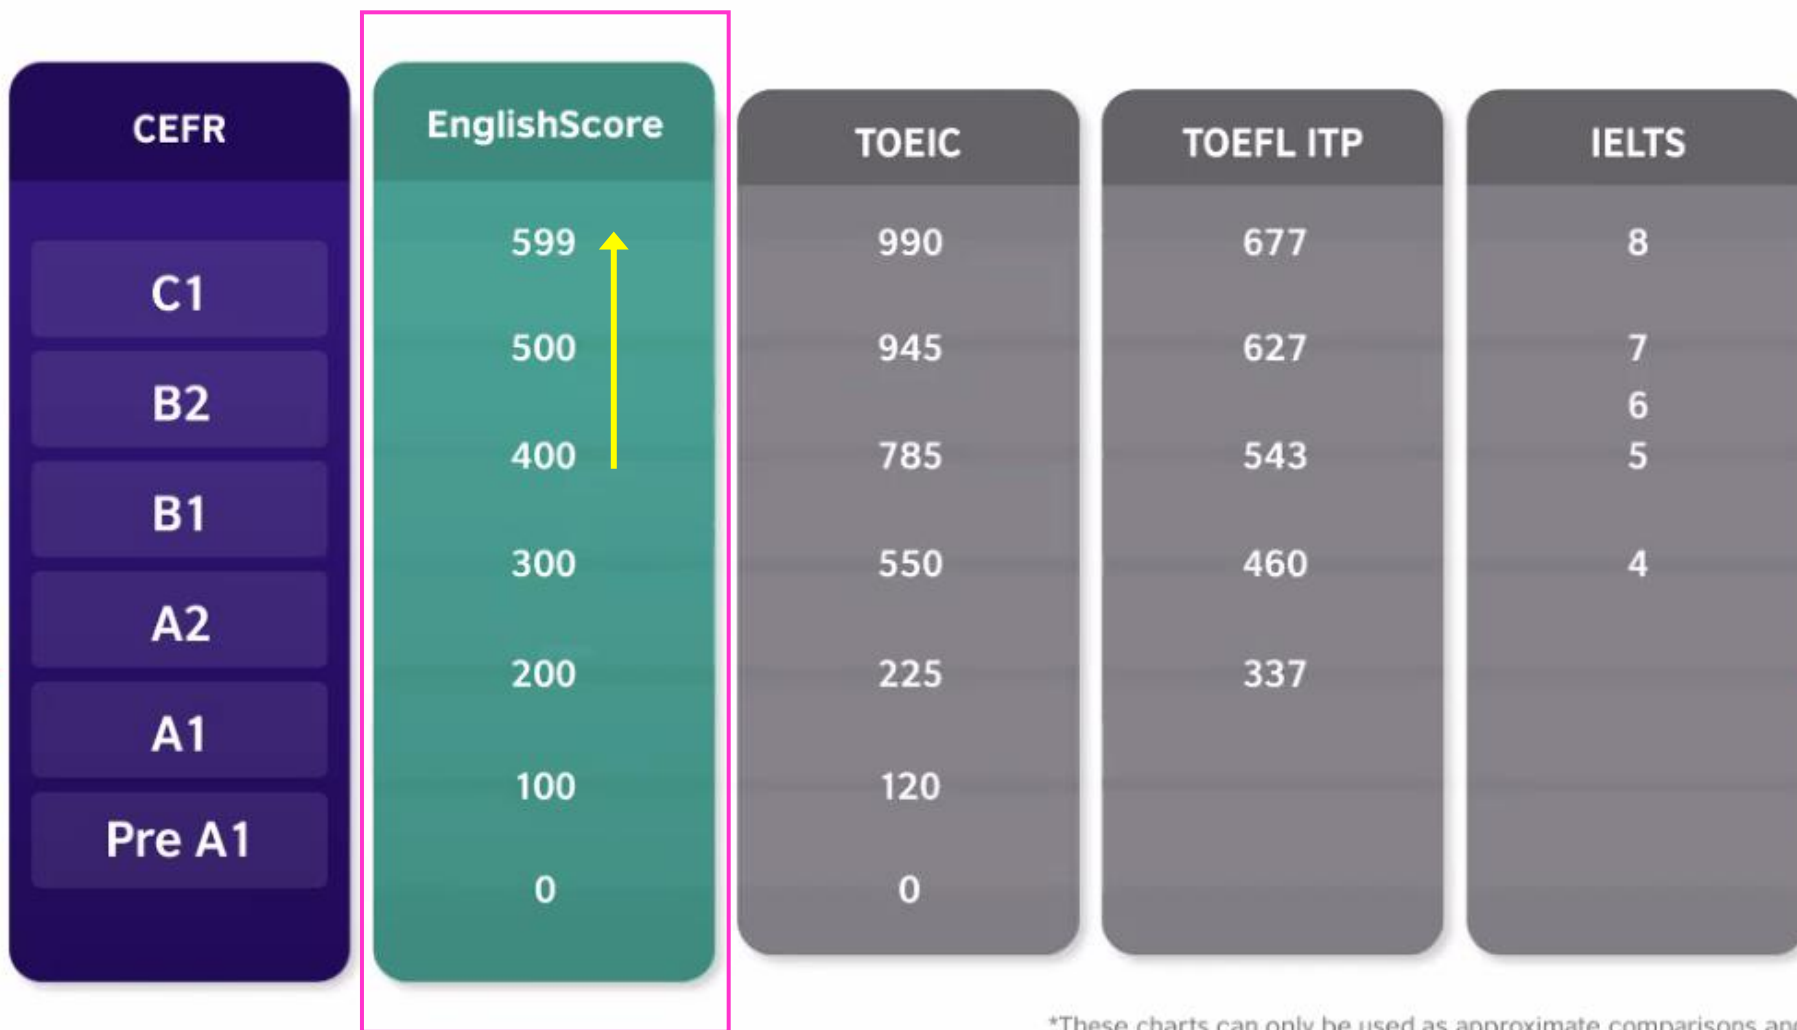 CEFR EnglishScore TOEIC TOEFL ITP IELTS
599 990 677 8
C1
500 945 627 7
B2 6
400 785 543 5
B1
300 550 460 4
A2
200 225 337
A1
100 120
Pre A1
0 0
*These charts can only be used as approximate comparisons and